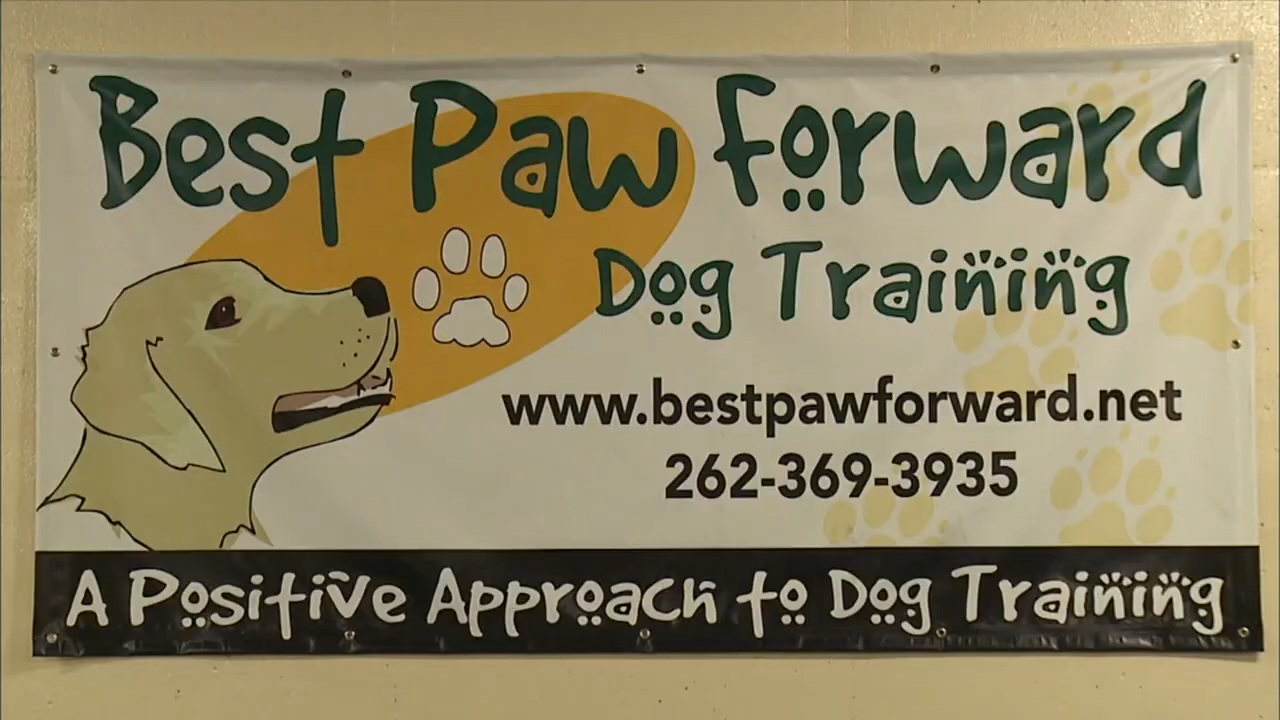 Best Paw Forward
Dog Training
www.bestpawforward.net
262-369-3935
A Positive Approach to Dog Training